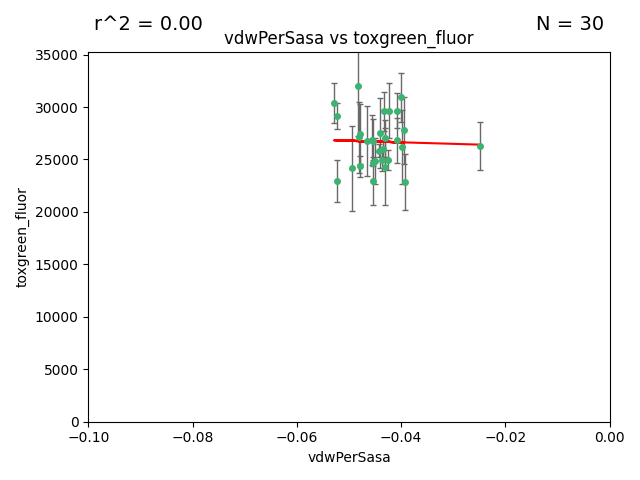 r^2 = 0.00
N = 30
vdwPerSasa vs toxgreen_fluor
35000
30000
25000
20000
15000
10000
5000
0
toxgreen_fluor
−0.10
−0.08
−0.06
−0.04
−0.02
0.00
vdwPerSasa